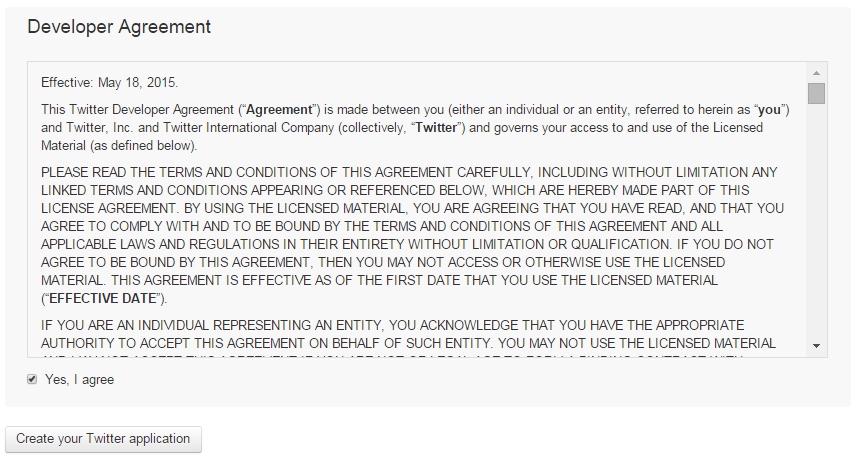 Developer Agreement
Effective: May 18, 2015.
This Twitter Developer Agreement (“Agreement”) is made between you (either an individual or an entity, referred to herein as “you”)
and Twitter, Inc. and Twitter International Company (collectively, “Twitter”) and governs your access to and use of the Licensed
Material (as defined below).
PLEASE READ THE TERMS AND CONDITIONS OF THIS AGREEMENT CAREFULLY, INCLUDING WITHOUT LIMITATION ANY
LINKED TERMS AND CONDITIONS APPEARING OR REFERENCED BELOW, WHICH ARE HEREBY MADE PART OF THIS
LICENSE AGREEMENT. BY USING THE LICENSED MATERIAL, YOU ARE AGREEING THAT YOU HAVE READ, AND THAT YOU
AGREE TO COMPLY WITH AND TO BE BOUND BY THE TERMS AND CONDITIONS OF THIS AGREEMENT AND ALL
APPLICABLE LAWS AND REGULATIONS IN THEIR ENTIRETY WITHOUT LIMITATION OR QUALIFICATION. IF YOU DO NOT
AGREE TO BE BOUND BY THIS AGREEMENT, THEN YOU MAY NOT ACCESS OR OTHERWISE USE THE LICENSED
MATERIAL. THIS AGREEMENT IS EFFECTIVE AS OF THE FIRST DATE THAT YOU USE THE LICENSED MATERIAL
(“EFFECTIVE DATE”).
IF YOU ARE AN INDIVIDUAL REPRESENTING AN ENTITY, YOU ACKNOWLEDGE THAT YOU HAVE THE APPROPRIATE
AUTHORITY TO ACCEPT THIS AGREEMENT ON BEHALF OF SUCH ENTITY. YOU MAY NOT USE THE LICENSED MATERIAL
Yes, I agree
Create your Twitter application